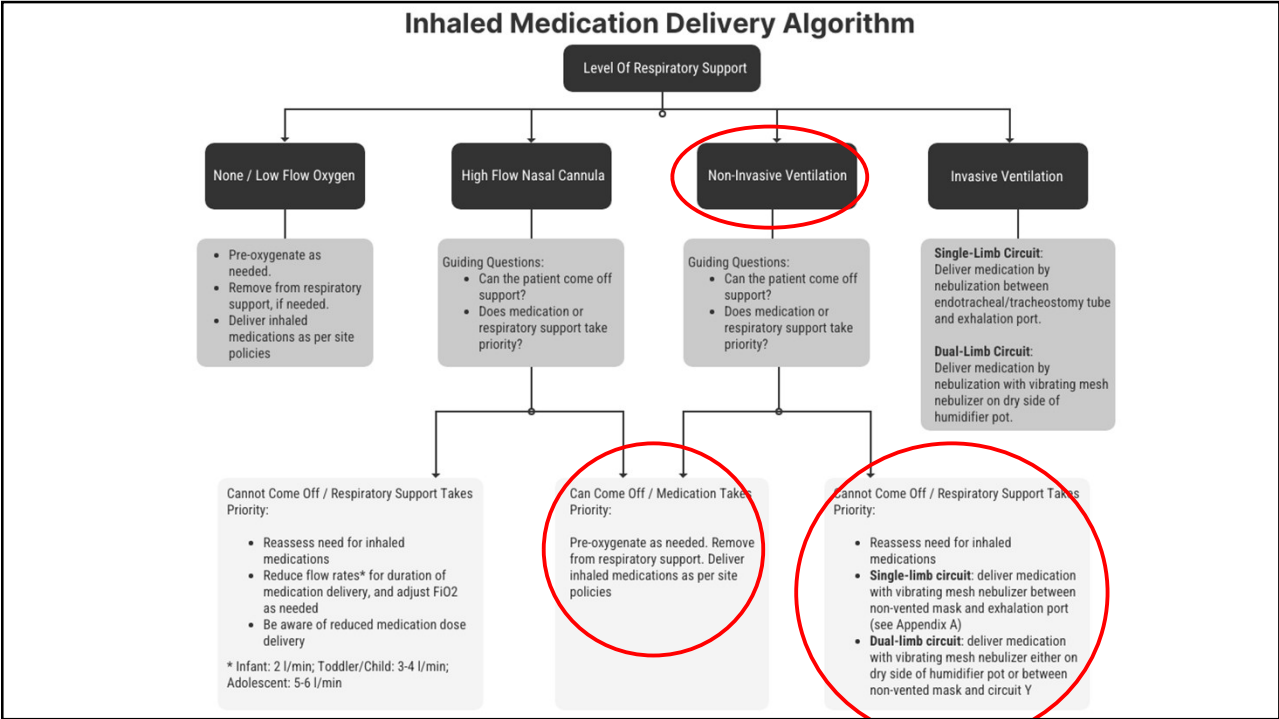 Inhaled Medication Delivery Algorithm
Level Of Respiratory Support
None / Low Flow Oxygen
High Flow Nasal Cannula
Non-Invasive Ventilation
Invasive Ventilation
• Pre-oxygenate as
needed.
• Remove from respiratory
support, if needed.
• Deliver inhaled
medications as per site
policies
Guiding Questions:
• Can the patient come off
support?
• Does medication or
respiratory support take
priority?
Guiding Questions:
• Can the patient come off
support?
• Does medication or
respiratory support take
priority?
Single-Limb Circuit:
Deliver medication by
nebulization between
endotracheal/tracheostomy tube
and exhalation port.
Dual-Limb Circuit:
Deliver medication by
nebulization with vibrating mesh
nebulizer on dry side of
humidifier pot.
Cannot Come Off / Respiratory Support Takes
Priority:
• Reassess need for inhaled
medications
• Reduce flow rates* for duration of
medication delivery, and adjust FiO2
as needed
• Be aware of reduced medication dose
delivery
* Infant: 2 l/min; Toddler/Child: 3-4 l/min;
Adolescent: 5-6 l/min
Can Come Off / Medication Takes
Priority:
Pre-oxygenate as needed. Remove
from respiratory support. Deliver
inhaled medications as per site
policies
Cannot Come Off / Respiratory Support Takes
Priority:
• Reassess need for inhaled
medications
• Single-limb circuit: deliver medication
with vibrating mesh nebulizer between
non-vented mask and exhalation port
(see Appendix A)
• Dual-limb circuit: deliver medication
with vibrating mesh nebulizer either on
dry side of humidifier pot or between
non-vented mask and circuit Y